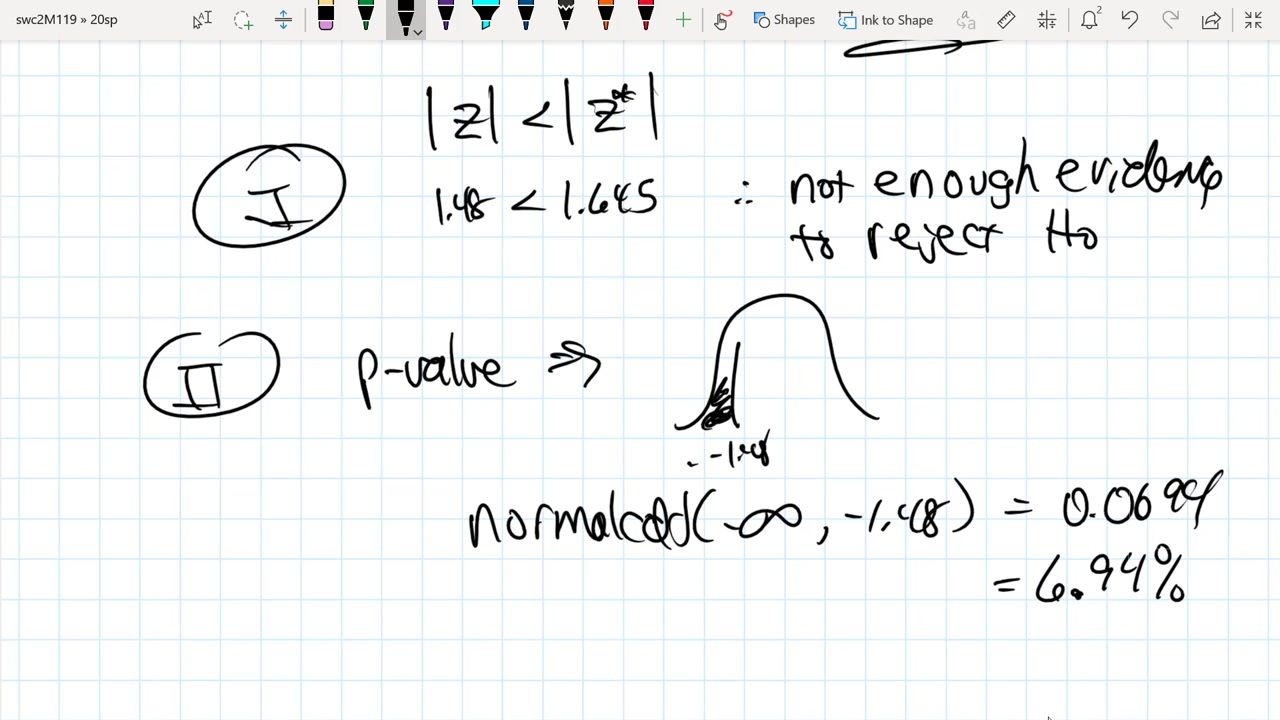 swc2M119 » 20sp
Shapes
Ink to Shape
|z| < |z*|
I
1.48 < 1.645 ∴ not enough evidence
to reject Ho
II
p-value ⇒
-1.48
normalcdf(-∞, -1.48) = 0.0694
= 6.94%